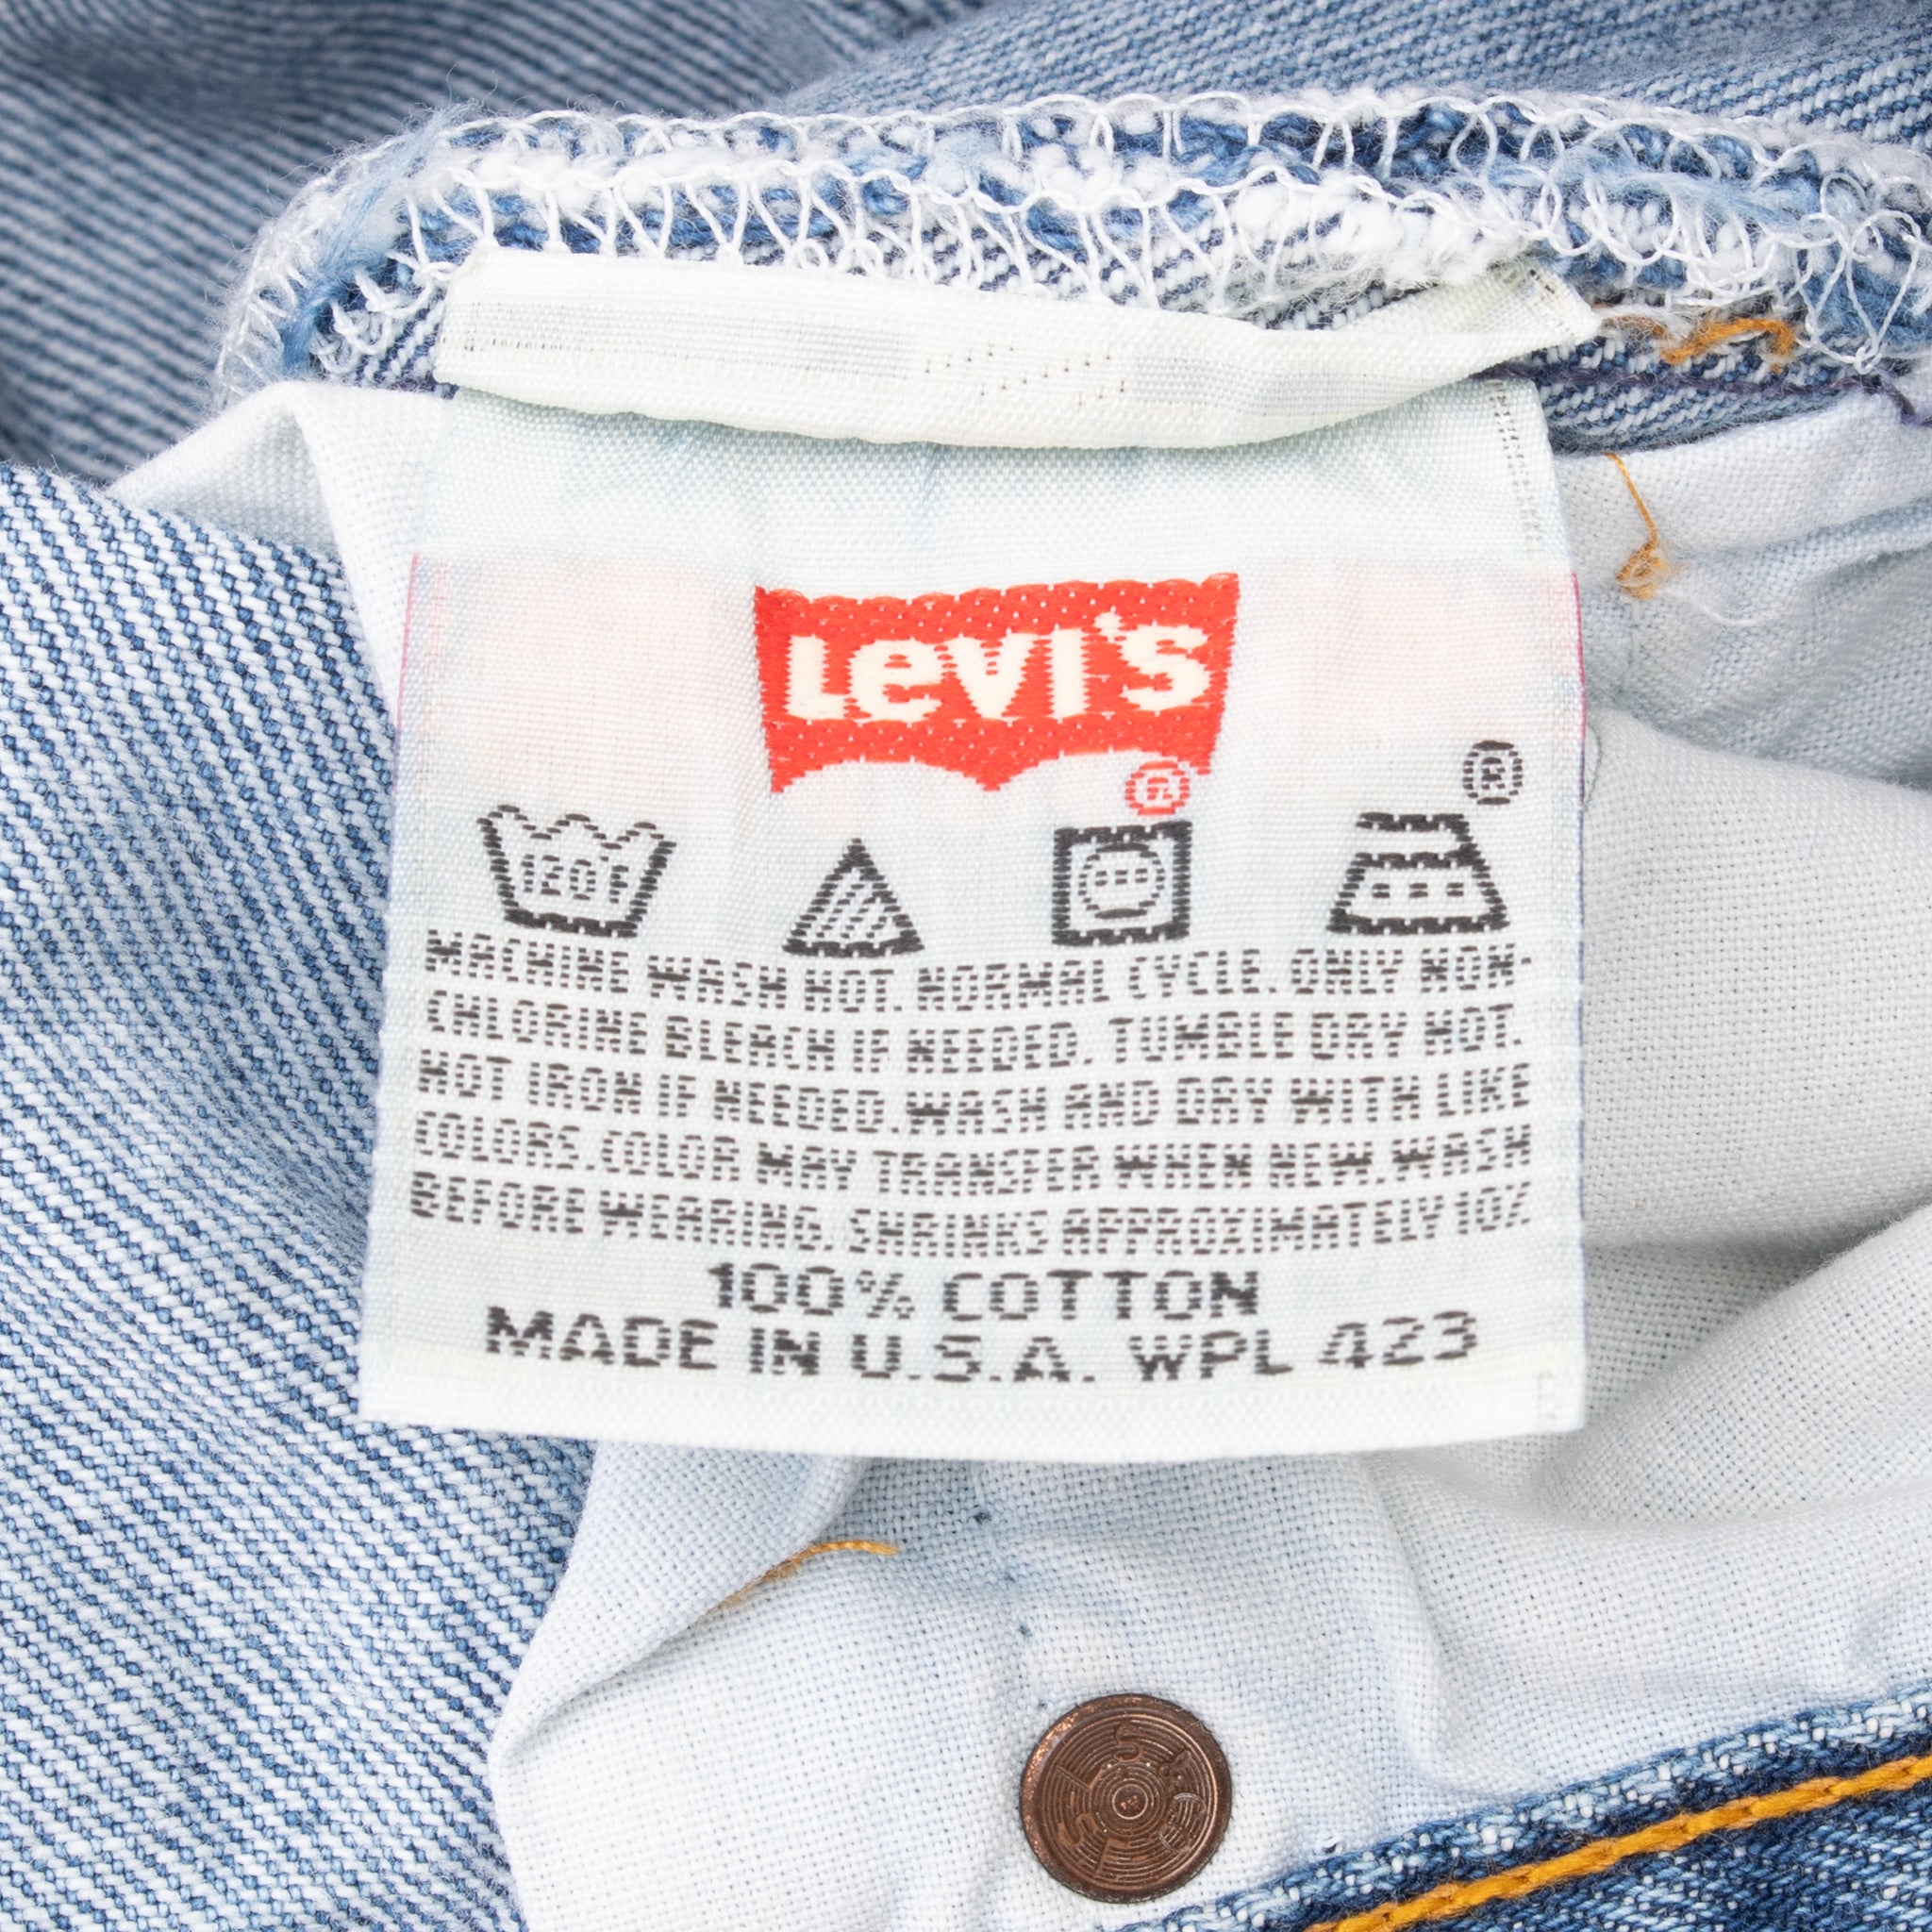 Levi's
®
®
120°F
MACHINE WASH HOT. NORMAL CYCLE. ONLY NON-
CHLORINE BLEACH IF NEEDED. TUMBLE DRY HOT.
HOT IRON IF NEEDED. WASH AND DRY WITH LIKE
COLORS. COLOR MAY TRANSFER WHEN NEW. WASH
BEFORE WEARING. SHRINKS APPROXIMATELY 10%
100% COTTON
MADE IN U.S.A. WPL 423